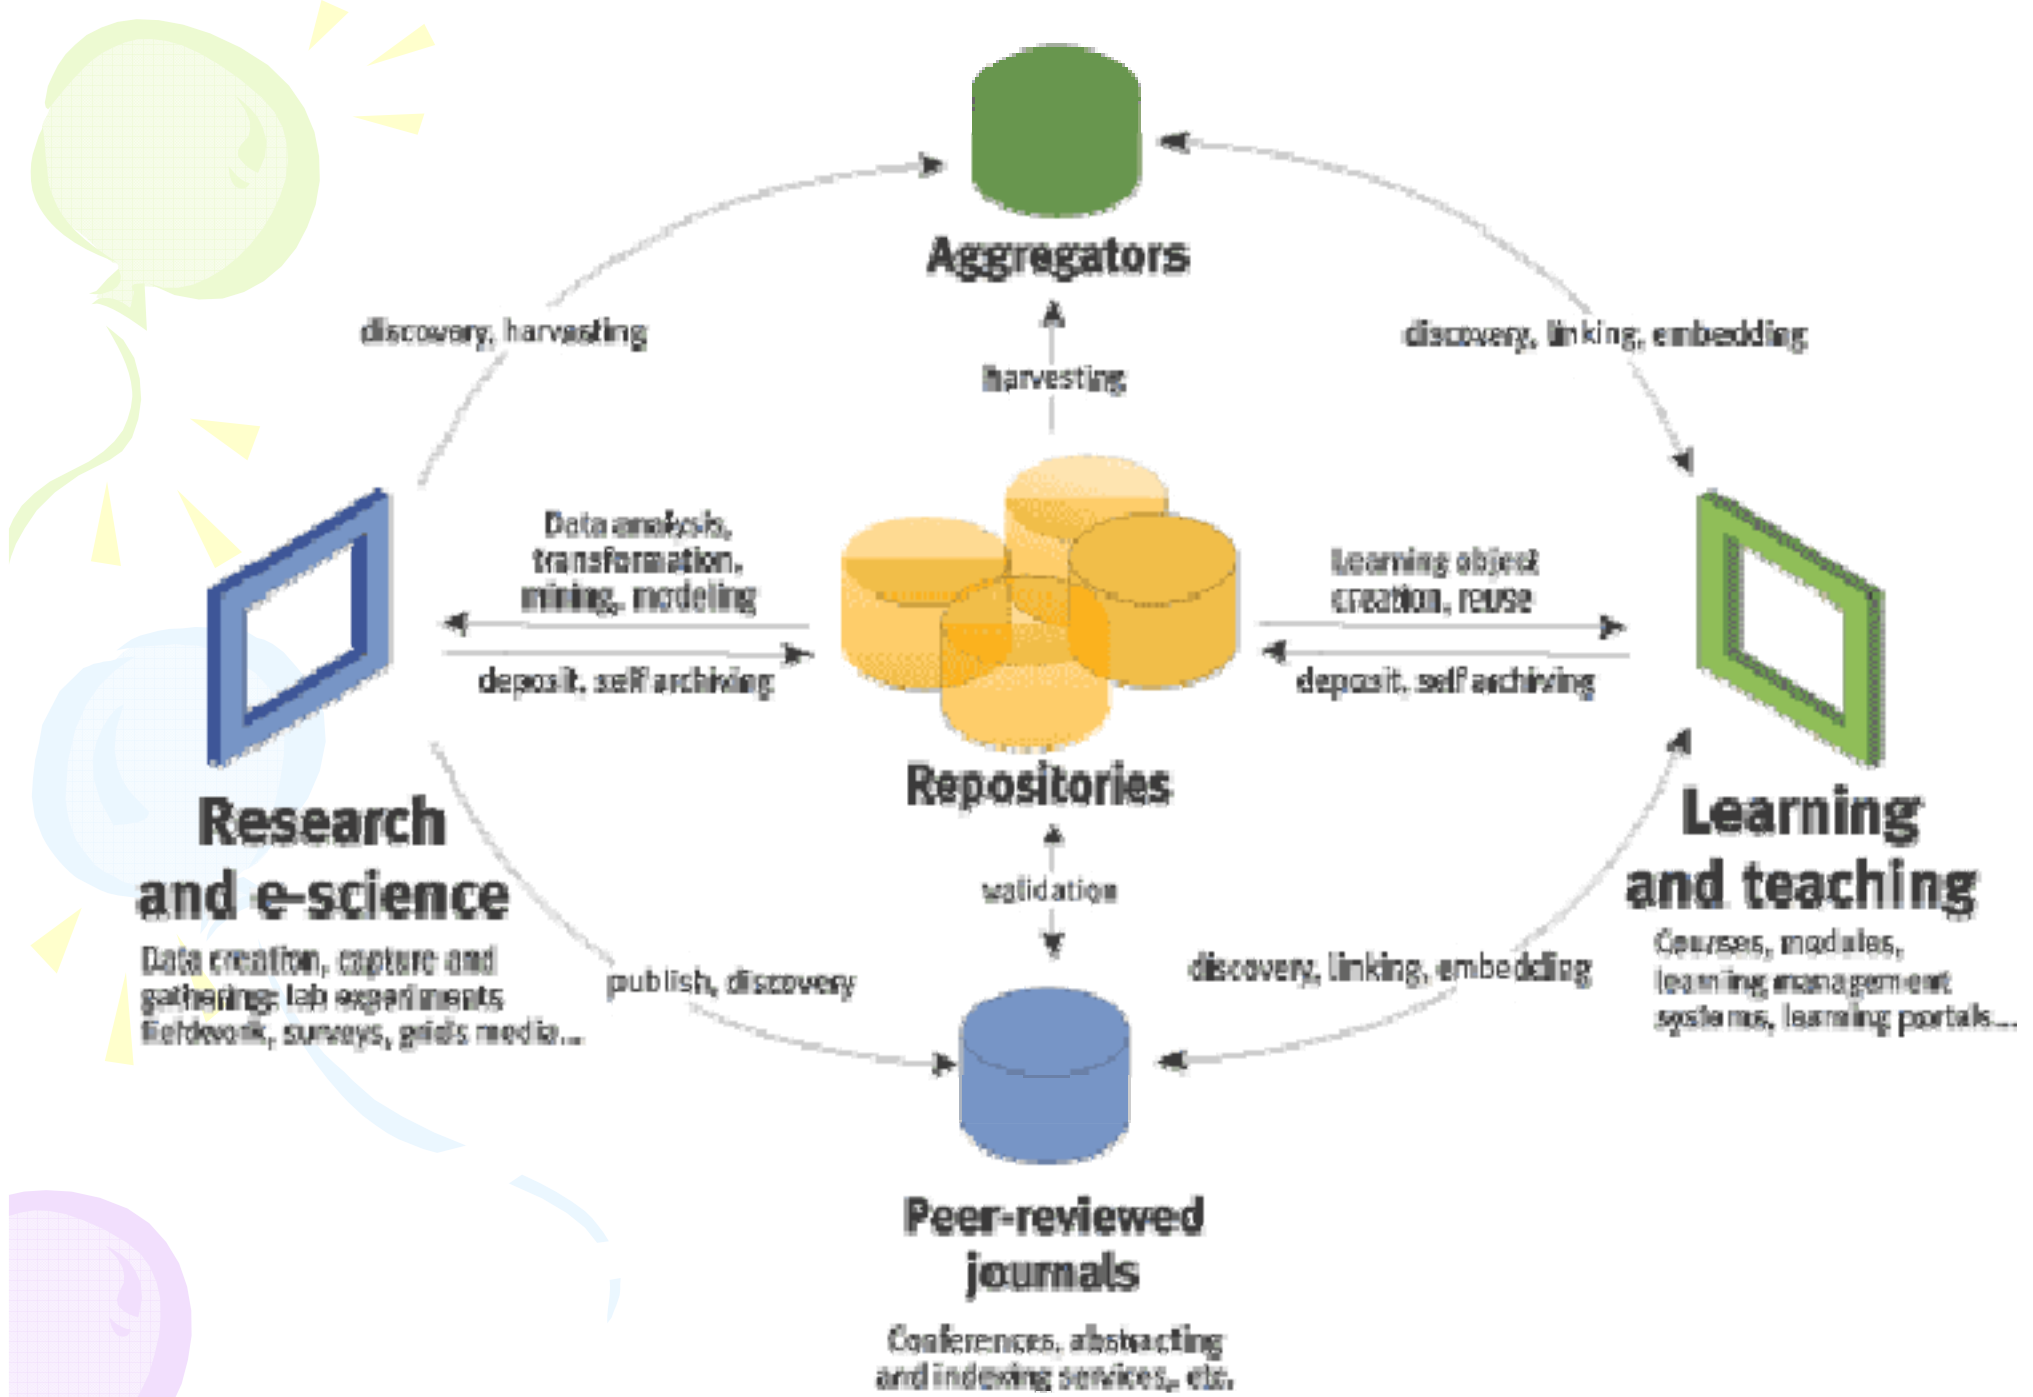 Aggregators
discovery, harvesting
discovery, linking, embedding
harvesting
Data analysis,
transformation,
mining, modeling
Learning object
creation, reuse
deposit, self archiving
deposit, self archiving
Repositories
Research
and e-science
Data creation, capture and
gathering: lab experiments
fieldwork, surveys, grids media...
Learning
and teaching
Courses, modules,
learning management
systems, learning portals...
validation
publish, discovery
discovery, linking, embedding
Peer-reviewed
journals
Conferences, abstracting
and indexing services, etc.